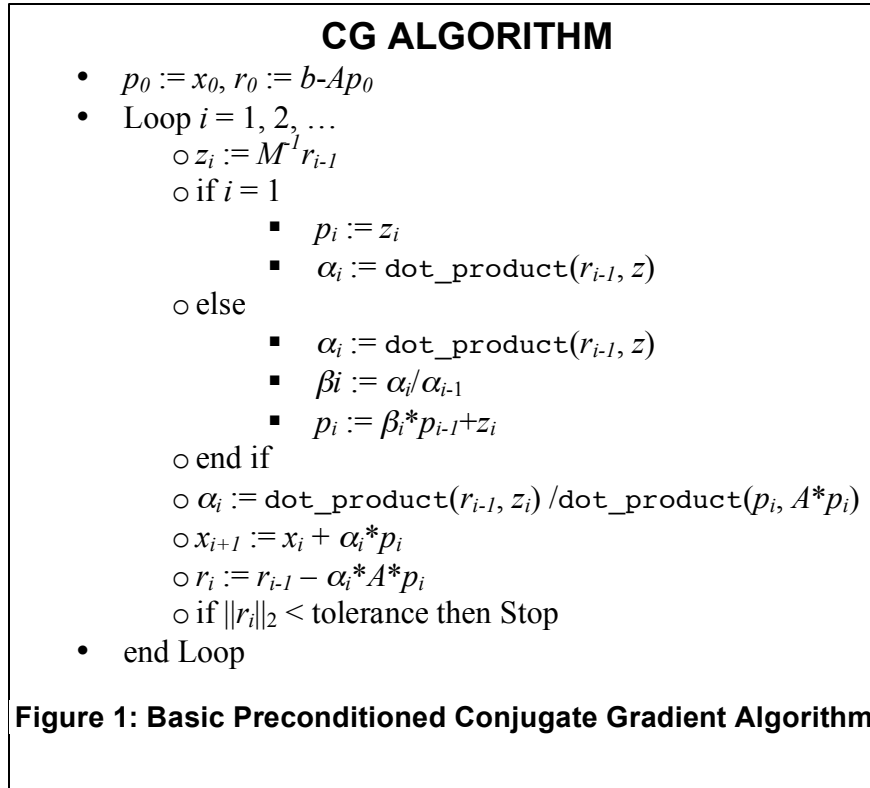 CG ALGORITHM
• p₀ := x₀, r₀ := b-Ap₀
• Loop i = 1, 2, …
○ zᵢ := M⁻¹rᵢ₋₁
○ if i = 1
▪ pᵢ := zᵢ
▪ αᵢ := dot_product(rᵢ₋₁, z)
○ else
▪ αᵢ := dot_product(rᵢ₋₁, z)
▪ βi := αᵢ/αᵢ₋₁
▪ pᵢ := βᵢ*pᵢ₋₁+zᵢ
○ end if
○ αᵢ := dot_product(rᵢ₋₁, zᵢ) /dot_product(pᵢ, A*pᵢ)
○ xᵢ₊₁ := xᵢ + αᵢ*pᵢ
○ rᵢ := rᵢ₋₁ – αᵢ*A*pᵢ
○ if ||rᵢ||₂ < tolerance then Stop
• end Loop
Figure 1: Basic Preconditioned Conjugate Gradient Algorithm